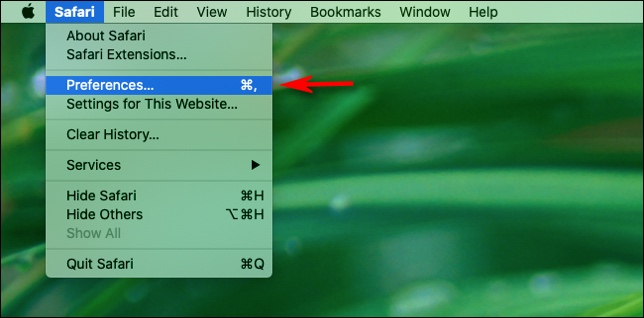 Safari File Edit View History Bookmarks Window Help
About Safari
Safari Extensions...
Preferences... ⌘,
Settings for This Website...
Clear History...
Services ▶
Hide Safari ⌘H
Hide Others ⌥⌘H
Show All
Quit Safari ⌘Q